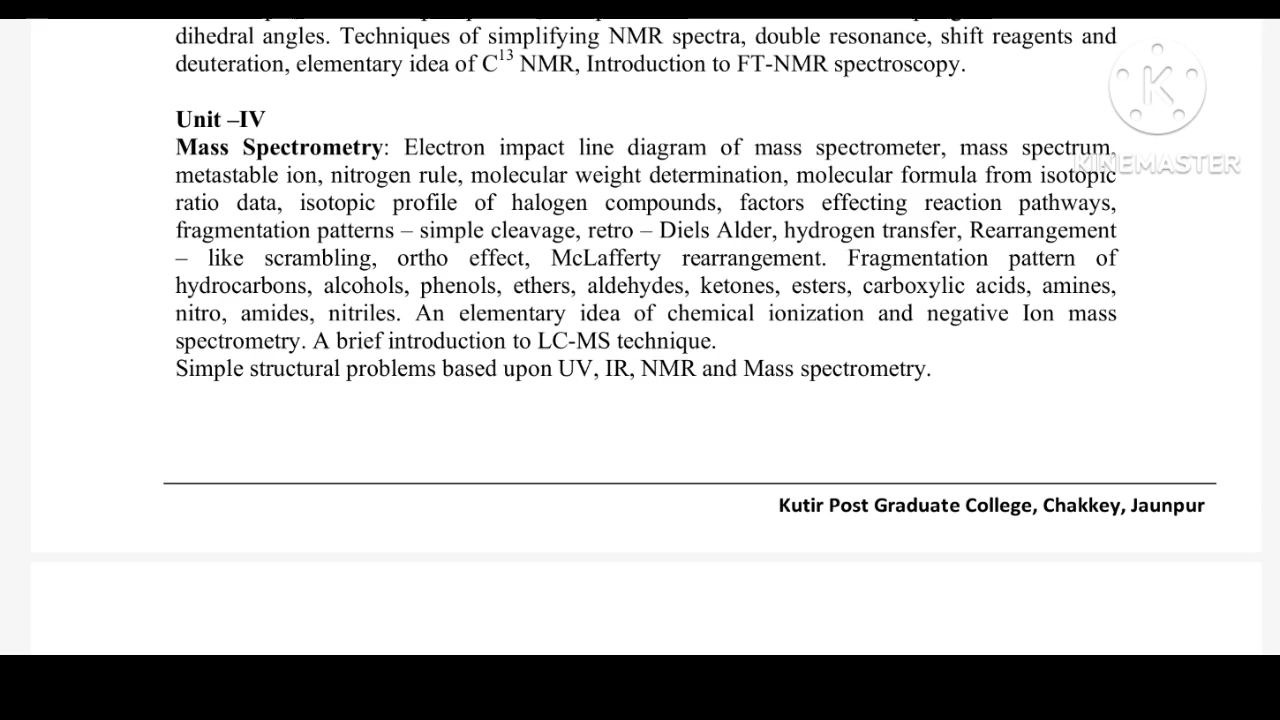 dihedral angles. Techniques of simplifying NMR spectra, double resonance, shift reagents and
deuteration, elementary idea of C¹³ NMR, Introduction to FT-NMR spectroscopy.
Unit –IV
Mass Spectrometry: Electron impact line diagram of mass spectrometer, mass spectrum,
metastable ion, nitrogen rule, molecular weight determination, molecular formula from isotopic
ratio data, isotopic profile of halogen compounds, factors effecting reaction pathways,
fragmentation patterns – simple cleavage, retro – Diels Alder, hydrogen transfer, Rearrangement
– like scrambling, ortho effect, McLafferty rearrangement. Fragmentation pattern of
hydrocarbons, alcohols, phenols, ethers, aldehydes, ketones, esters, carboxylic acids, amines,
nitro, amides, nitriles. An elementary idea of chemical ionization and negative Ion mass
spectrometry. A brief introduction to LC-MS technique.
Simple structural problems based upon UV, IR, NMR and Mass spectrometry.
Kutir Post Graduate College, Chakkey, Jaunpur
K
KINEMASTER